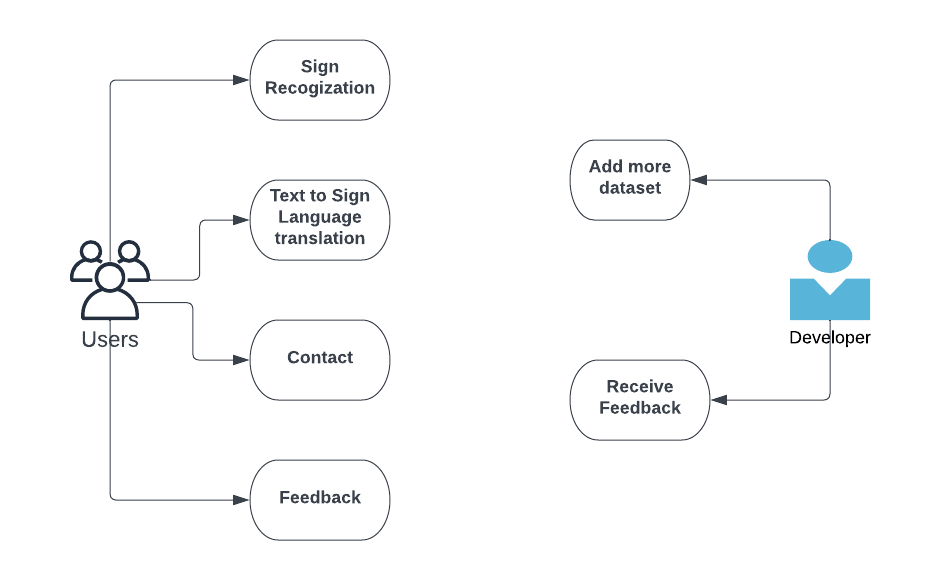 Sign
Recogization
Text to Sign
Language
translation
Users
Contact
Feedback
Add more
dataset
Developer
Receive
Feedback